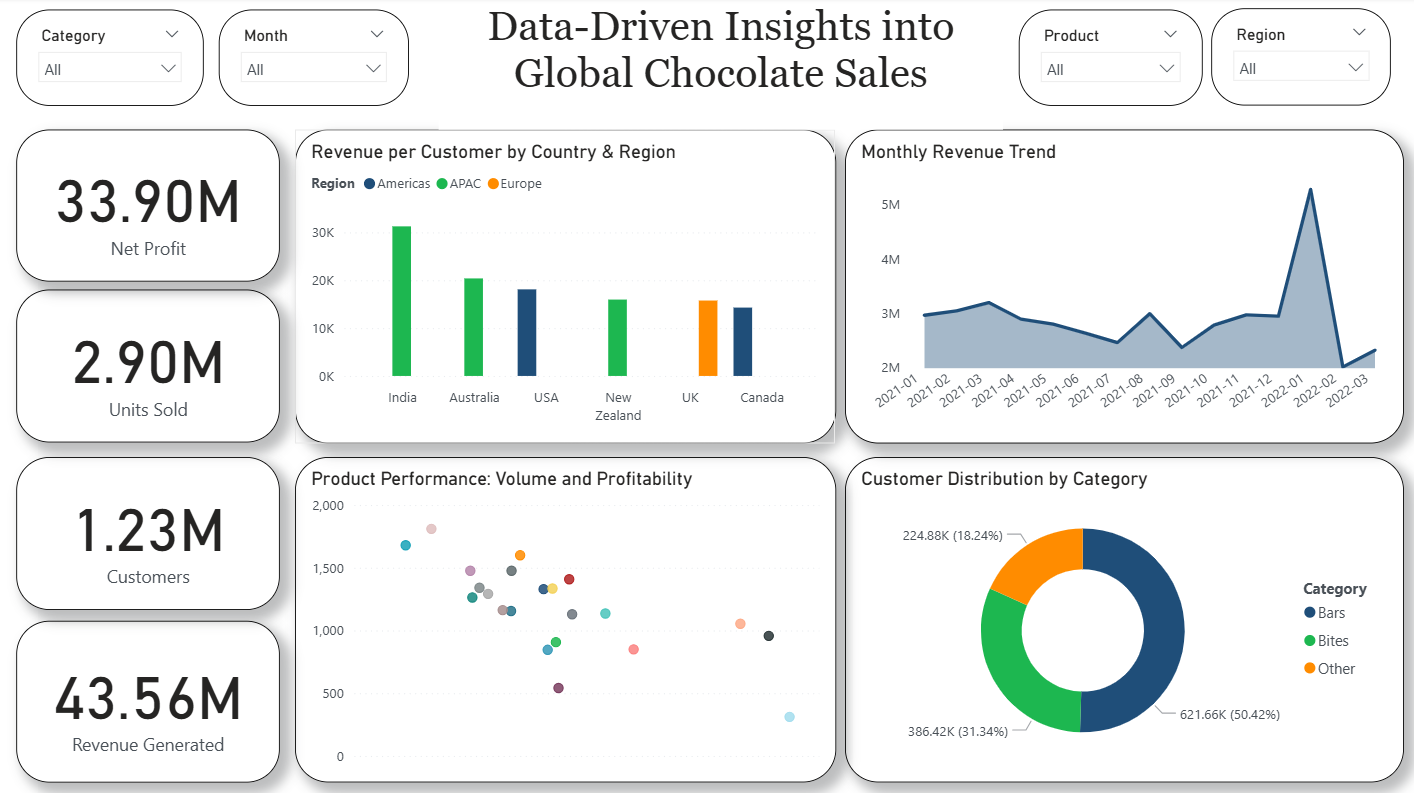 Category
All
Month
All
Data-Driven Insights into
Global Chocolate Sales
Product
All
Region
All
33.90M
Net Profit
2.90M
Units Sold
1.23M
Customers
43.56M
Revenue Generated
Revenue per Customer by Country & Region
Region Americas APAC Europe
30K
20K
10K
0K
India Australia USA New Zealand UK Canada
Monthly Revenue Trend
5M
4M
3M
2M
2021-01 2021-02 2021-03 2021-04 2021-05 2021-06 2021-07 2021-08 2021-09 2021-10 2021-11 2021-12 2022-01 2022-02 2022-03
Product Performance: Volume and Profitability
2,000
1,500
1,000
500
0
Customer Distribution by Category
224.88K (18.24%)
386.42K (31.34%)
621.66K (50.42%)
Category
Bars
Bites
Other